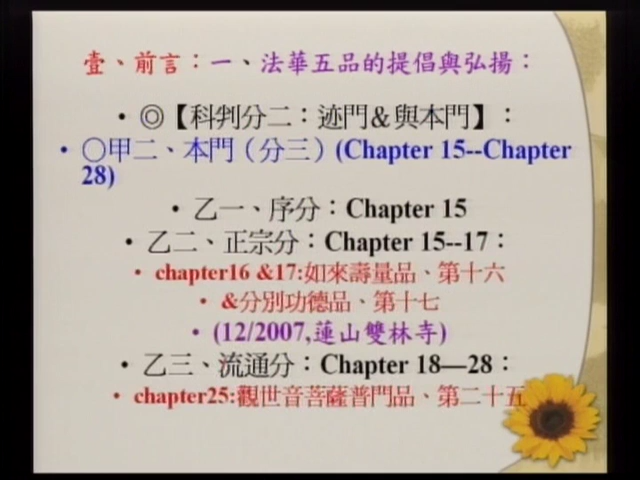 壹、前言：一、法華五品的提倡與弘揚：
• ◎【科判分二：迹門＆與本門】：
• ○甲二、本門（分三）(Chapter 15--Chapter
28)
• 乙一、序分：Chapter 15
• 乙二、正宗分：Chapter 15--17：
• chapter16 &17:如來壽量品、第十六
• &分別功德品、第十七
• (12/2007,蓮山雙林寺)
• 乙三、流通分：Chapter 18—28：
• chapter25:觀世音菩薩普門品、第二十五